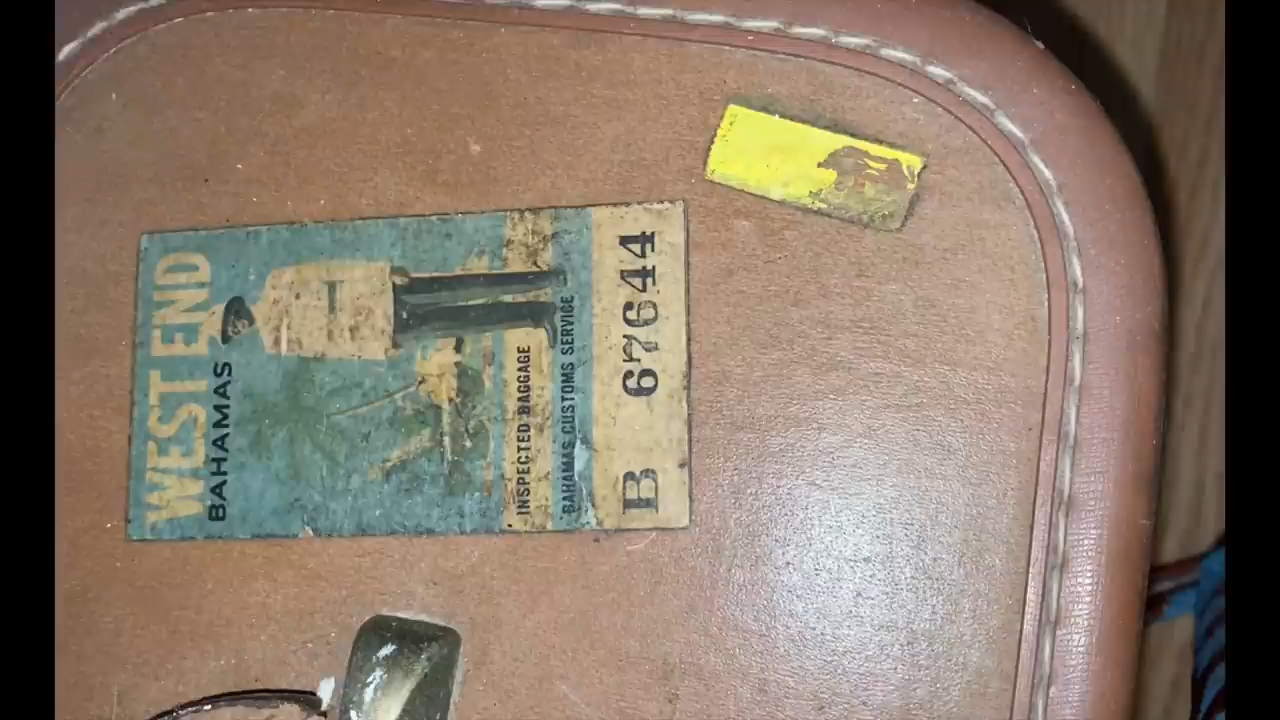 WEST END
BAHAMAS
INSPECTED BAGGAGE
BAHAMAS CUSTOMS SERVICE
B 67644